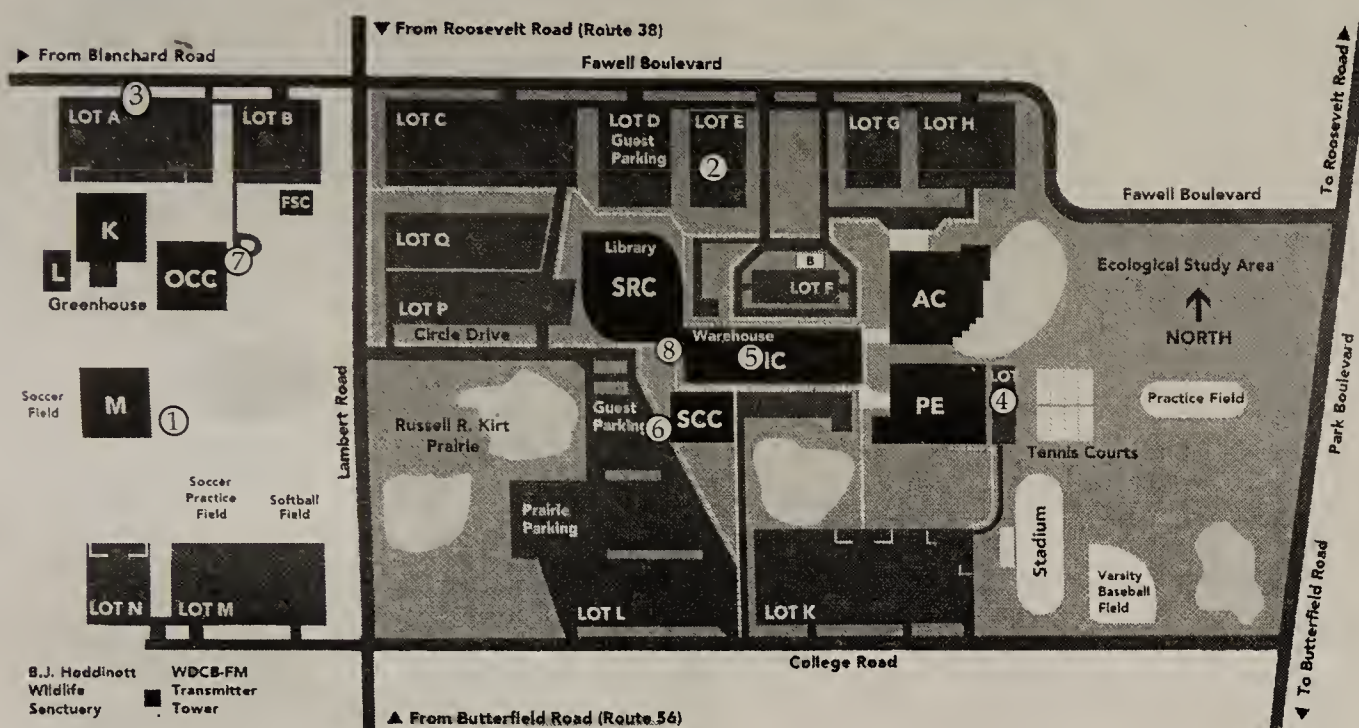 ▼ From Roosevelt Road (Route 38)
► From Blanchard Road
Fawell Boulevard
To Roosevelt Road ▲
3
LOT A
LOT B
LOT C
LOT D
Guest
Parking
LOT E
2
LOT G
LOT H
FSC
K
L
Greenhouse
OCC
7
LOT Q
LOT P
Circle Drive
Library
SRC
B
LOT F
AC
Fawell Boulevard
Ecological Study Area
NORTH
Lambert Road
Warehouse
8
5
IC
Soccer
Field
M
1
Russell R. Kirt
Prairie
Guest
Parking
6
SCC
PE
LOT
4
Tennis Courts
Practice Field
Park Boulevard
Soccer
Practice
Field
Softball
Field
Prairie
Parking
Stadium
Varsity
Baseball
Field
LOT N
LOT M
LOT L
LOT K
College Road
To Butterfield Road
B.J. Hoddinott
Wildlife
Sanctuary
WDCB-FM
Transmitter
Tower
▲ From Butterfield Road (Route 56)